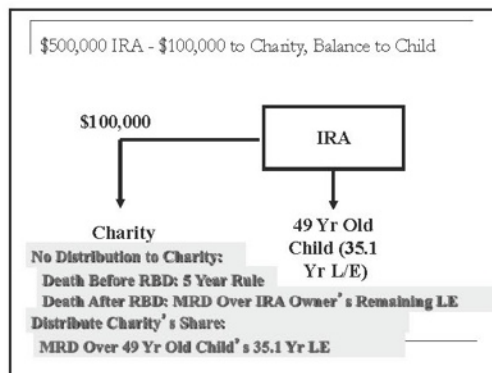 $500,000 IRA - $100,000 to Charity, Balance to Child
$100,000
IRA
Charity
49 Yr Old
Child (35.1
Yr L/E)
No Distribution to Charity:
Death Before RBD: 5 Year Rule
Death After RBD: MRD Over IRA Owner's Remaining LE
Distribute Charity's Share:
MRD Over 49 Yr Old Child's 35.1 Yr LE